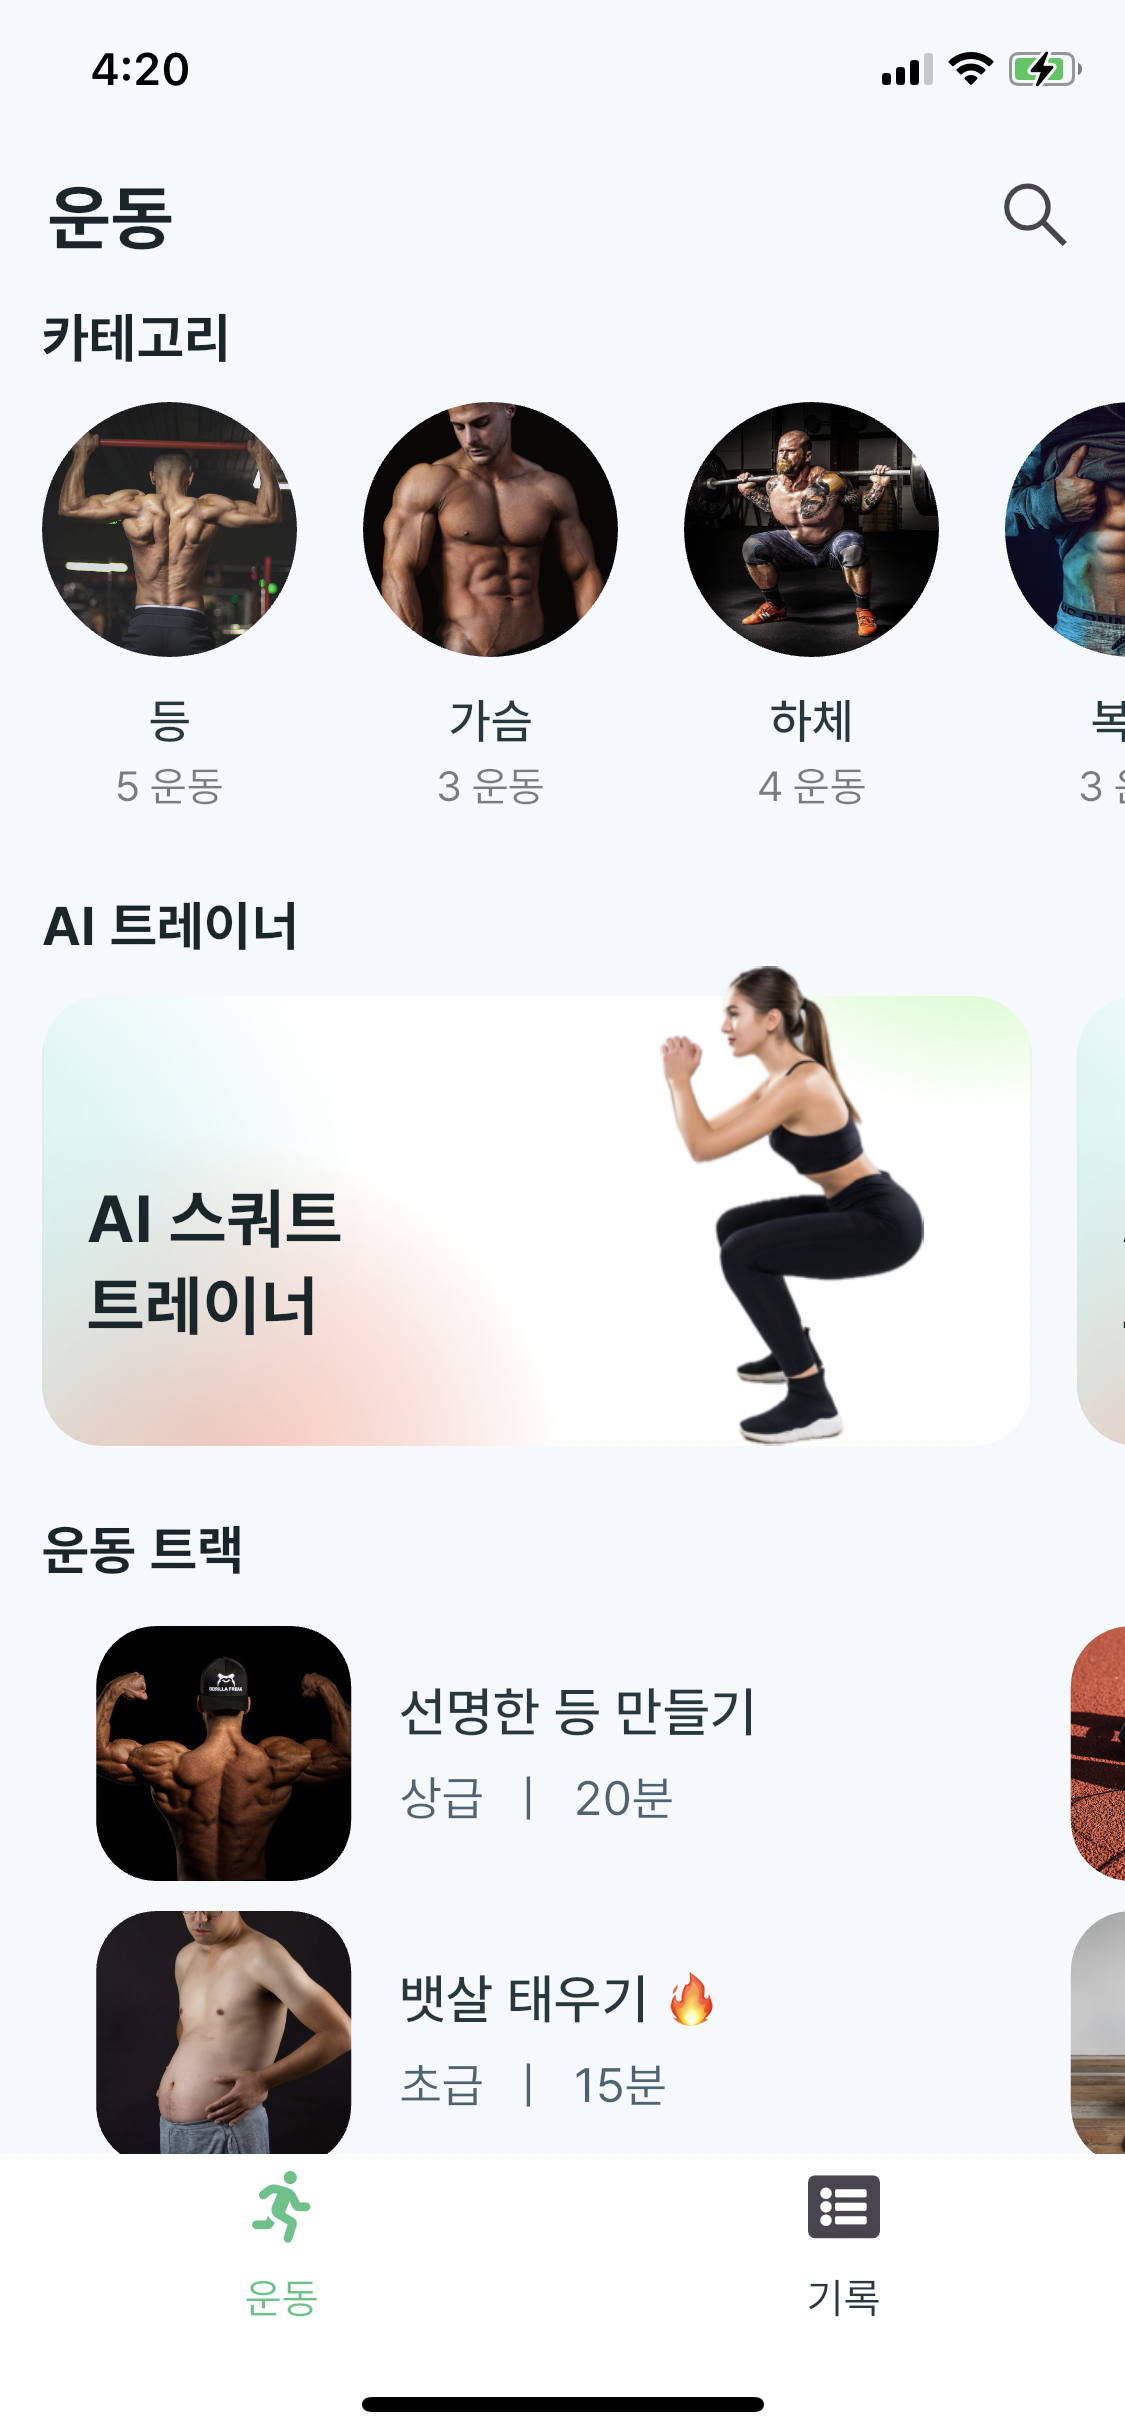 4:20
운동
카테고리
등
가슴
하체
복
5 운동
3 운동
4 운동
3
AI 트레이너
AI 스쿼트
트레이너
운동 트랙
선명한 등 만들기
상급 | 20분
뱃살 태우기 🔥
초급 | 15분
운동
기록